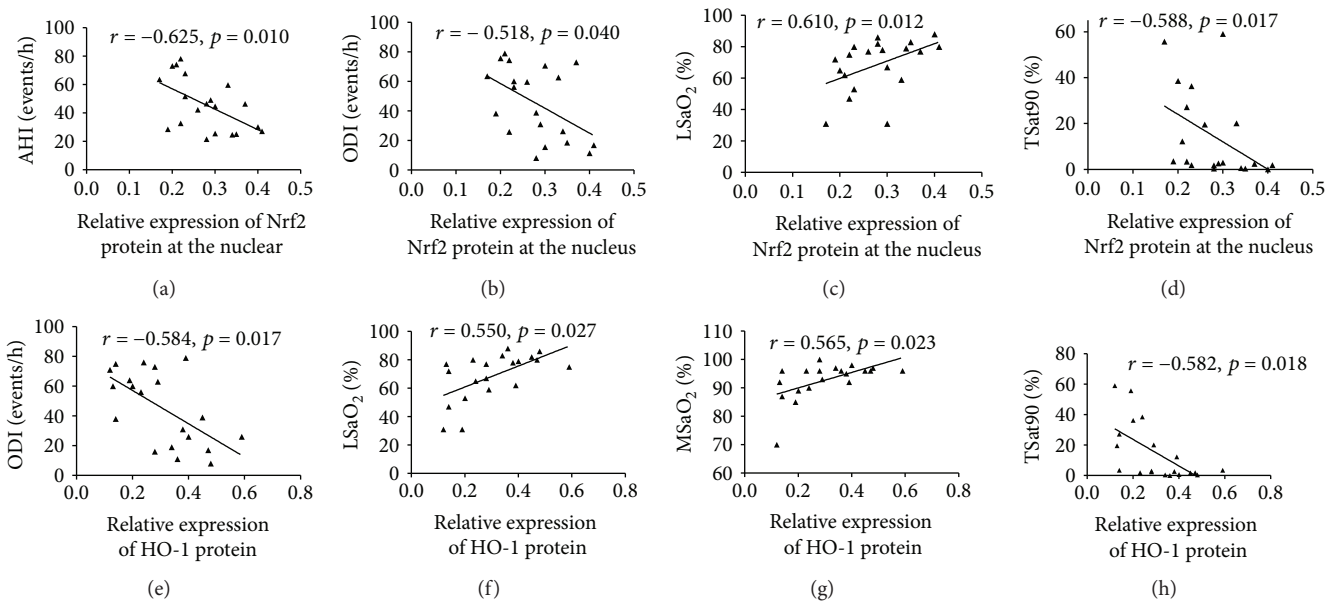 r = −0.625, p = 0.010
AHI (events/h)
100
80
60
40
20
0
0.0 0.1 0.2 0.3 0.4 0.5
Relative expression of Nrf2
protein at the nuclear
(a)
r = − 0.518, p = 0.040
ODI (events/h)
100
80
60
40
20
0
0.0 0.1 0.2 0.3 0.4 0.5
Relative expression of
Nrf2 protein at the nucleus
(b)
r = 0.610, p = 0.012
LSaO2 (%)
100
80
60
40
20
0
0.0 0.1 0.2 0.3 0.4 0.5
Relative expression of
Nrf2 protein at the nucleus
(c)
r = −0.588, p = 0.017
TSat90 (%)
60
40
20
0
0.0 0.1 0.2 0.3 0.4 0.5
Relative expression of
Nrf2 protein at the nucleus
(d)
r = −0.584, p = 0.017
ODI (events/h)
100
80
60
40
20
0
0.0 0.2 0.4 0.6 0.8
Relative expression
of HO-1 protein
(e)
r = 0.550, p = 0.027
LSaO2 (%)
100
80
60
40
20
0
0.0 0.2 0.4 0.6 0.8
Relative expression
of HO-1 protein
(f)
r = 0.565, p = 0.023
MSaO2 (%)
110
100
90
80
70
60
0.0 0.2 0.4 0.6 0.8
Relative expression
of HO-1 protein
(g)
r = −0.582, p = 0.018
TSat90 (%)
80
60
40
20
0
0.0 0.2 0.4 0.6 0.8
Relative expression
of HO-1 protein
(h)